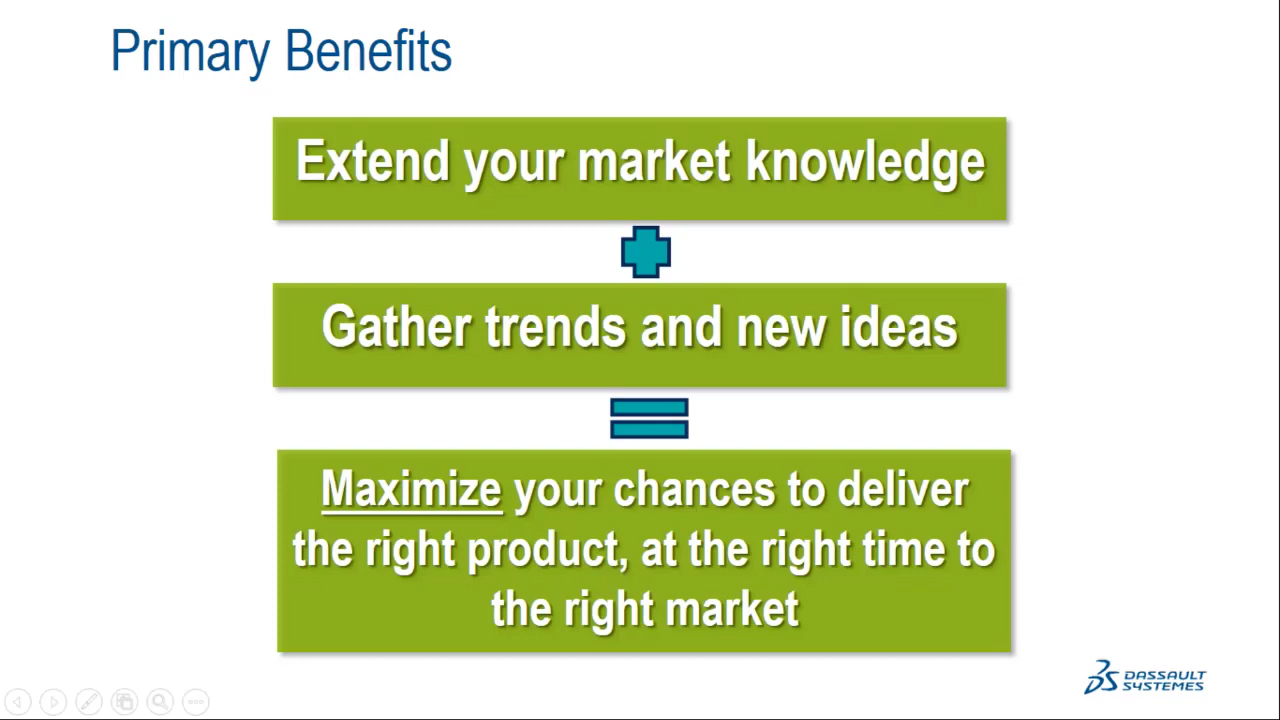 Primary Benefits
Extend your market knowledge
Gather trends and new ideas
Maximize your chances to deliver
the right product, at the right time to
the right market
DASSAULT
SYSTEMES